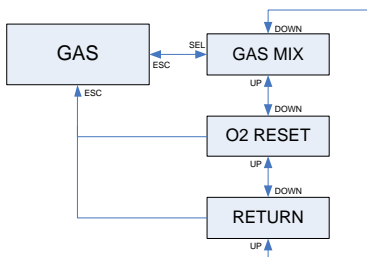 DOWN
GAS
SEL
ESC
GAS MIX
ESC
UP
DOWN
O2 RESET
UP
DOWN
RETURN
UP